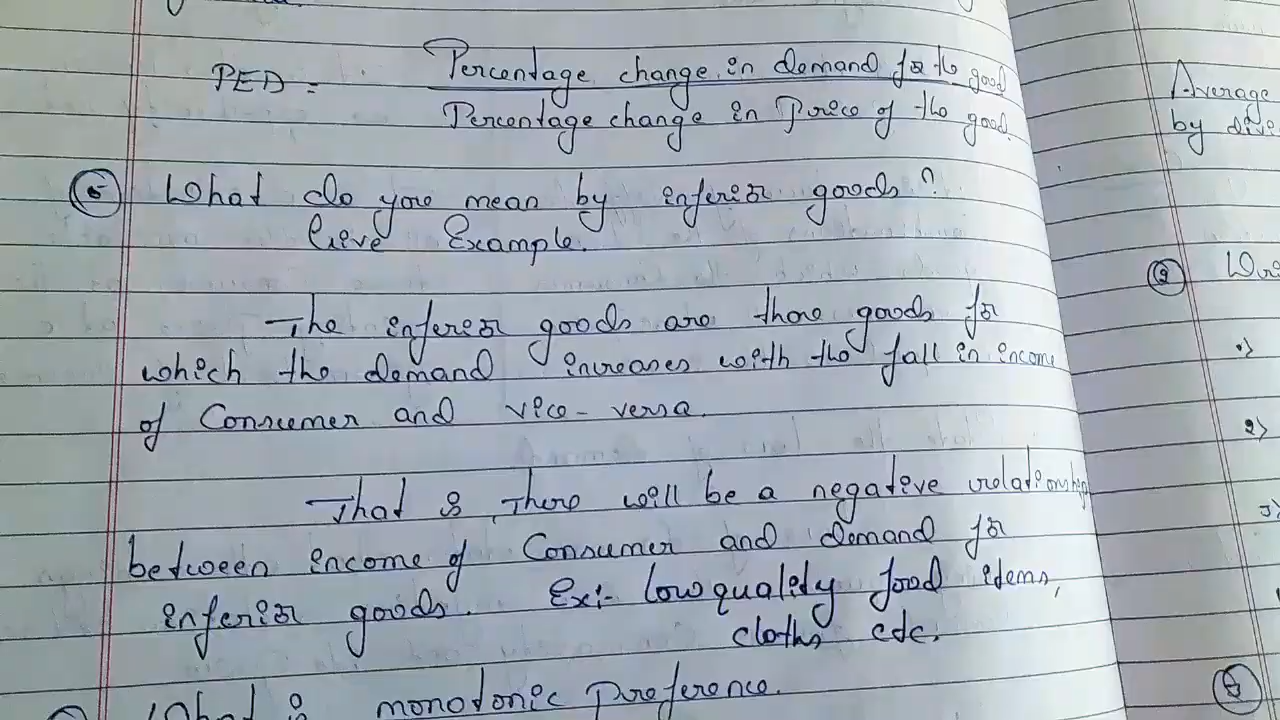 PED = Percentage change in demand for the good
Percentage change in Price of the good.
5 What do you mean by inferior goods?
Give Example.
The inferior goods are those goods for
which the demand increases with the fall in income
of Consumer and vice-versa.
That is, There will be a negative relationship
between income of Consumer and demand for
inferior goods. Ex:- low quality food items,
cloths etc.
What is monotonic Preference.
Average
by
2)